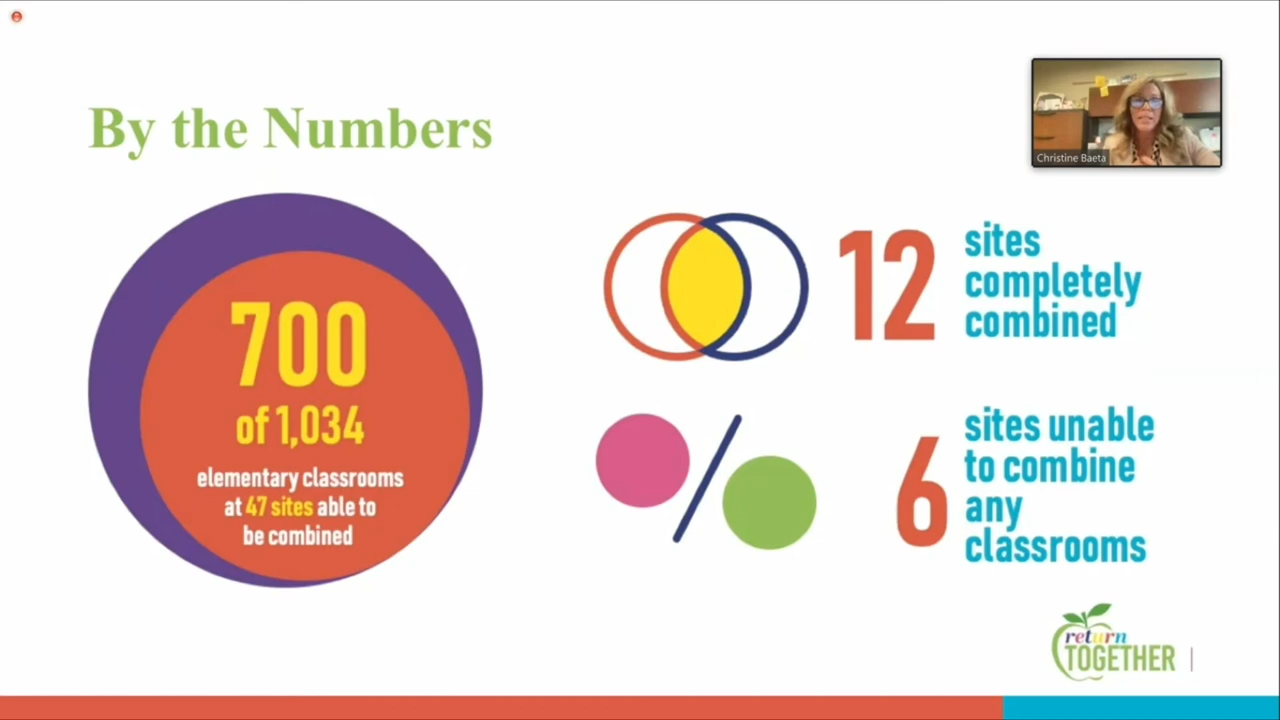 By the Numbers
Christine Baeta
700
of 1,034
elementary classrooms
at 47 sites able to
be combined
12
sites
completely
combined
6
sites unable
to combine
any
classrooms
return
TOGETHER